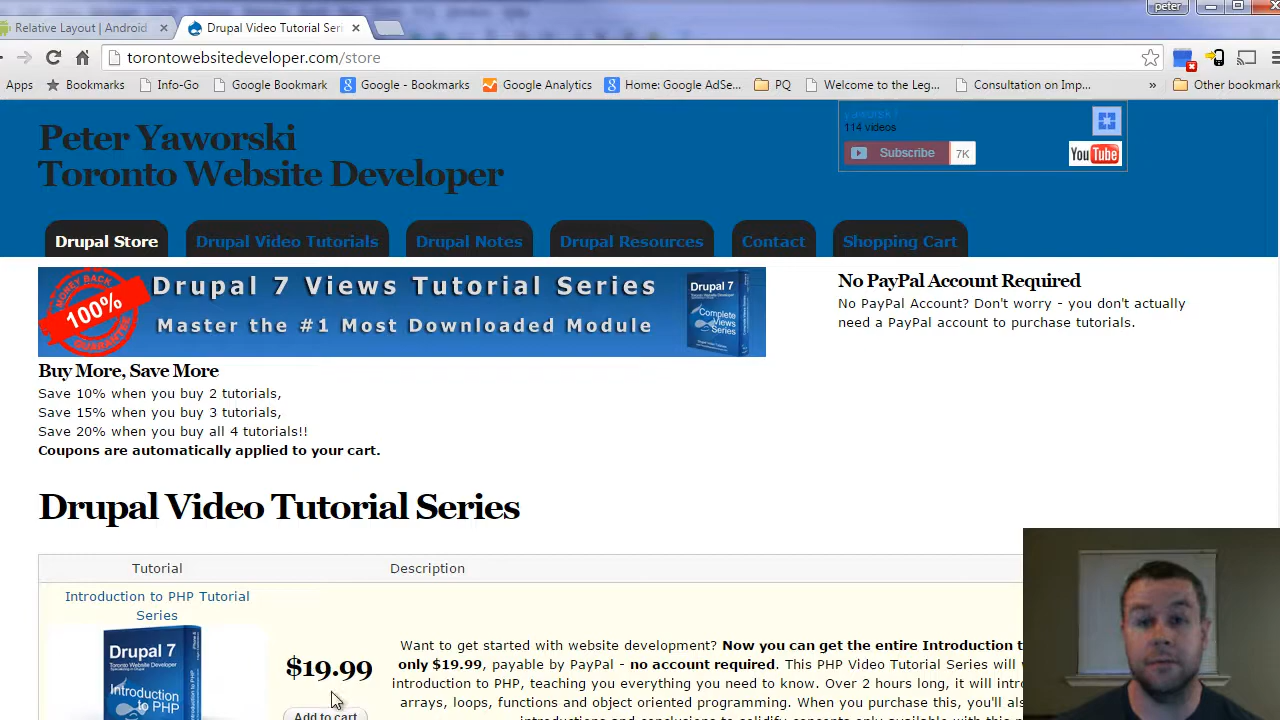 peter
Relative Layout | Android
Drupal Video Tutorial Seri
torontowebsitedeveloper.com/store
Apps
Bookmarks
Info-Go
Google Bookmark
Google - Bookmarks
Google Analytics
Home: Google AdSe...
PQ
Welcome to the Leg...
Consultation on Imp...
»
Other bookmark
Peter Yaworski
Toronto Website Developer
114 videos
Subscribe
7K
YouTube
Drupal Store
Drupal Video Tutorials
Drupal Notes
Drupal Resources
Contact
Shopping Cart
MONEY BACK
100%
GUARANTEE
Drupal 7 Views Tutorial Series
Master the #1 Most Downloaded Module
Drupal 7
Complete
Views
Series
No PayPal Account Required
No PayPal Account? Don't worry - you don't actually
need a PayPal account to purchase tutorials.
Buy More, Save More
Save 10% when you buy 2 tutorials,
Save 15% when you buy 3 tutorials,
Save 20% when you buy all 4 tutorials!!
Coupons are automatically applied to your cart.
Drupal Video Tutorial Series
Tutorial
Description
Introduction to PHP Tutorial
Series
Drupal 7
Toronto Website Developer
Introduction
to PHP
$19.99
Add to cart
Want to get started with website development? Now you can get the entire Introduction t
only $19.99, payable by PayPal - no account required. This PHP Video Tutorial Series will
introduction to PHP, teaching you everything you need to know. Over 2 hours long, it will intro
arrays, loops, functions and object oriented programming. When you purchase this, you'll als